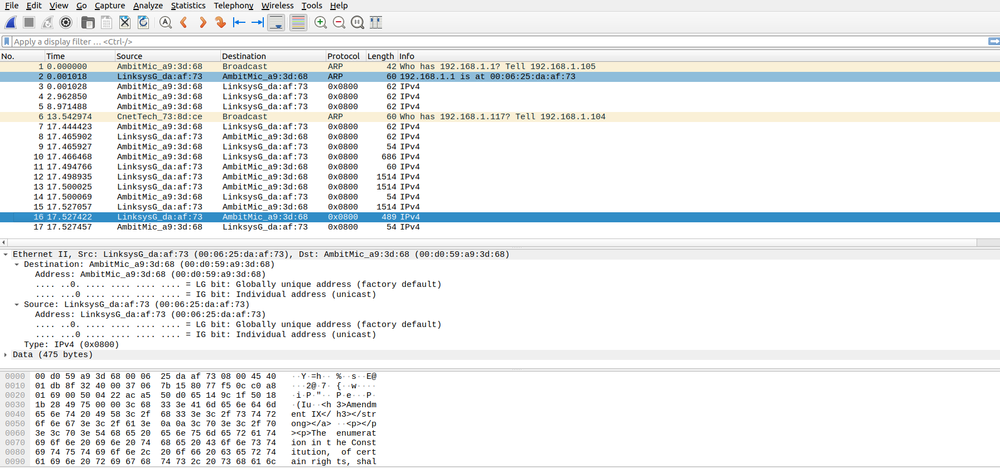 File Edit View Go Capture Analyze Statistics Telephony Wireless Tools Help
Apply a display filter … <Ctrl-/>
No. Time Source Destination Protocol Length Info
1 0.000000 AmbitMic_a9:3d:68 Broadcast ARP 42 Who has 192.168.1.1? Tell 192.168.1.105
2 0.001018 LinksysG_da:af:73 AmbitMic_a9:3d:68 ARP 60 192.168.1.1 is at 00:06:25:da:af:73
3 0.001028 AmbitMic_a9:3d:68 LinksysG_da:af:73 0x0800 62 IPv4
4 2.962850 AmbitMic_a9:3d:68 LinksysG_da:af:73 0x0800 62 IPv4
5 8.971488 AmbitMic_a9:3d:68 LinksysG_da:af:73 0x0800 62 IPv4
6 13.542974 CnetTech_73:8d:ce Broadcast ARP 60 Who has 192.168.1.117? Tell 192.168.1.104
7 17.444423 AmbitMic_a9:3d:68 LinksysG_da:af:73 0x0800 62 IPv4
8 17.465902 LinksysG_da:af:73 AmbitMic_a9:3d:68 0x0800 62 IPv4
9 17.465927 AmbitMic_a9:3d:68 LinksysG_da:af:73 0x0800 54 IPv4
10 17.466468 AmbitMic_a9:3d:68 LinksysG_da:af:73 0x0800 686 IPv4
11 17.494766 LinksysG_da:af:73 AmbitMic_a9:3d:68 0x0800 60 IPv4
12 17.498935 LinksysG_da:af:73 AmbitMic_a9:3d:68 0x0800 1514 IPv4
13 17.500025 LinksysG_da:af:73 AmbitMic_a9:3d:68 0x0800 1514 IPv4
14 17.500069 AmbitMic_a9:3d:68 LinksysG_da:af:73 0x0800 54 IPv4
15 17.527057 LinksysG_da:af:73 AmbitMic_a9:3d:68 0x0800 1514 IPv4
16 17.527422 LinksysG_da:af:73 AmbitMic_a9:3d:68 0x0800 489 IPv4
17 17.527457 AmbitMic_a9:3d:68 LinksysG_da:af:73 0x0800 54 IPv4
Ethernet II, Src: LinksysG_da:af:73 (00:06:25:da:af:73), Dst: AmbitMic_a9:3d:68 (00:d0:59:a9:3d:68)
Destination: AmbitMic_a9:3d:68 (00:d0:59:a9:3d:68)
Address: AmbitMic_a9:3d:68 (00:d0:59:a9:3d:68)
.... ..0. .... .... .... .... = LG bit: Globally unique address (factory default)
.... ...0 .... .... .... .... = IG bit: Individual address (unicast)
Source: LinksysG_da:af:73 (00:06:25:da:af:73)
Address: LinksysG_da:af:73 (00:06:25:da:af:73)
.... ..0. .... .... .... .... = LG bit: Globally unique address (factory default)
.... ...0 .... .... .... .... = IG bit: Individual address (unicast)
Type: IPv4 (0x0800)
Data (475 bytes)
0000 00 d0 59 a9 3d 68 00 06 25 da af 73 08 00 45 40 ··Y·=h·· %··s··E@
0010 01 db 8f 32 40 00 37 06 7b 15 80 77 f5 0c c0 a8 ···2@·7· {··w····
0020 01 69 00 50 04 22 ac a5 50 d0 65 14 9c 1f 50 18 ·i·P·"·· P·e···P·
0030 1b 28 49 75 00 00 3c 68 33 3e 41 6d 65 6e 64 6d ·(Iu··<h 3>Amendm
0040 65 6e 74 20 49 58 3c 2f 68 33 3e 3c 2f 73 74 72 ent IX</ h3></str
0050 6f 6e 67 3e 3c 2f 61 3e 0a 0a 3c 70 3e 3c 2f 70 ong></a> ··<p></p
0060 3e 3c 70 3e 54 68 65 20 65 6e 75 6d 65 72 61 74 ><p>The enumerat
0070 69 6f 6e 20 69 6e 20 74 68 65 20 43 6f 6e 73 74 ion in t he Const
0080 69 74 75 74 69 6f 6e 2c 20 6f 66 20 63 65 72 74 itution, of cert
0090 61 69 6e 20 72 69 67 68 74 73 2c 20 73 68 61 6c ain righ ts, shal